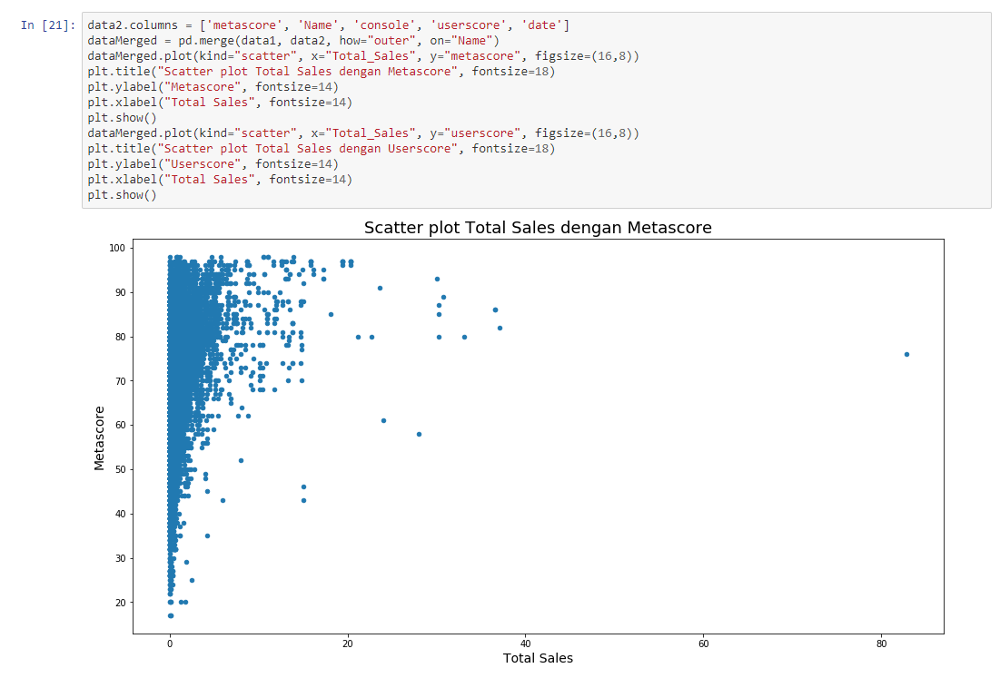 In [21]:
data2.columns = ['metascore', 'Name', 'console', 'userscore', 'date']
dataMerged = pd.merge(data1, data2, how="outer", on="Name")
dataMerged.plot(kind="scatter", x="Total_Sales", y="metascore", figsize=(16,8))
plt.title("Scatter plot Total Sales dengan Metascore", fontsize=18)
plt.ylabel("Metascore", fontsize=14)
plt.xlabel("Total Sales", fontsize=14)
plt.show()
dataMerged.plot(kind="scatter", x="Total_Sales", y="userscore", figsize=(16,8))
plt.title("Scatter plot Total Sales dengan Userscore", fontsize=18)
plt.ylabel("Userscore", fontsize=14)
plt.xlabel("Total Sales", fontsize=14)
plt.show()
Scatter plot Total Sales dengan Metascore
100
90
80
70
60
50
40
30
20
Metascore
0 20 40 60 80
Total Sales